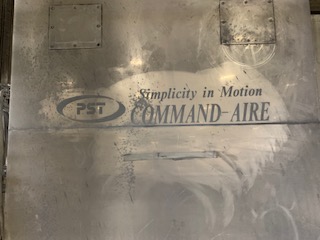 Simplicity in Motion
PST
COMMAND-AIRE